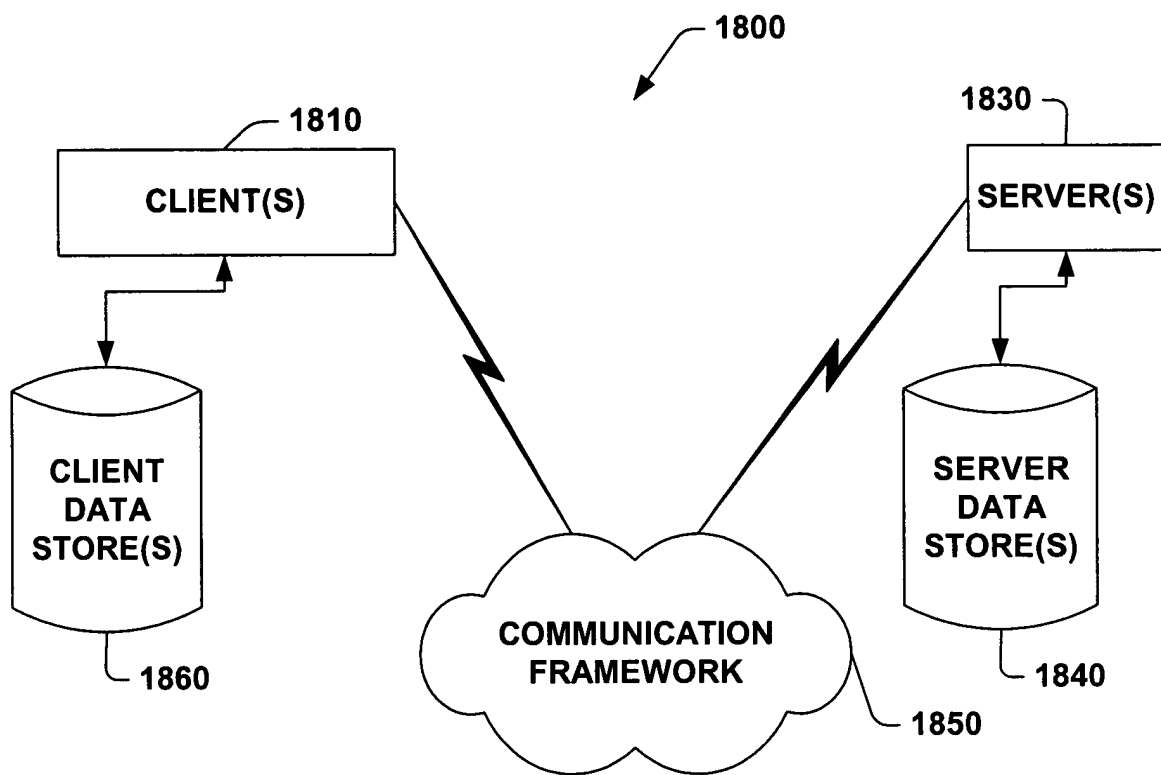 1800
1810
CLIENT(S)
1830
SERVER(S)
CLIENT
DATA
STORE(S)
1860
SERVER
DATA
STORE(S)
1840
COMMUNICATION
FRAMEWORK
1850